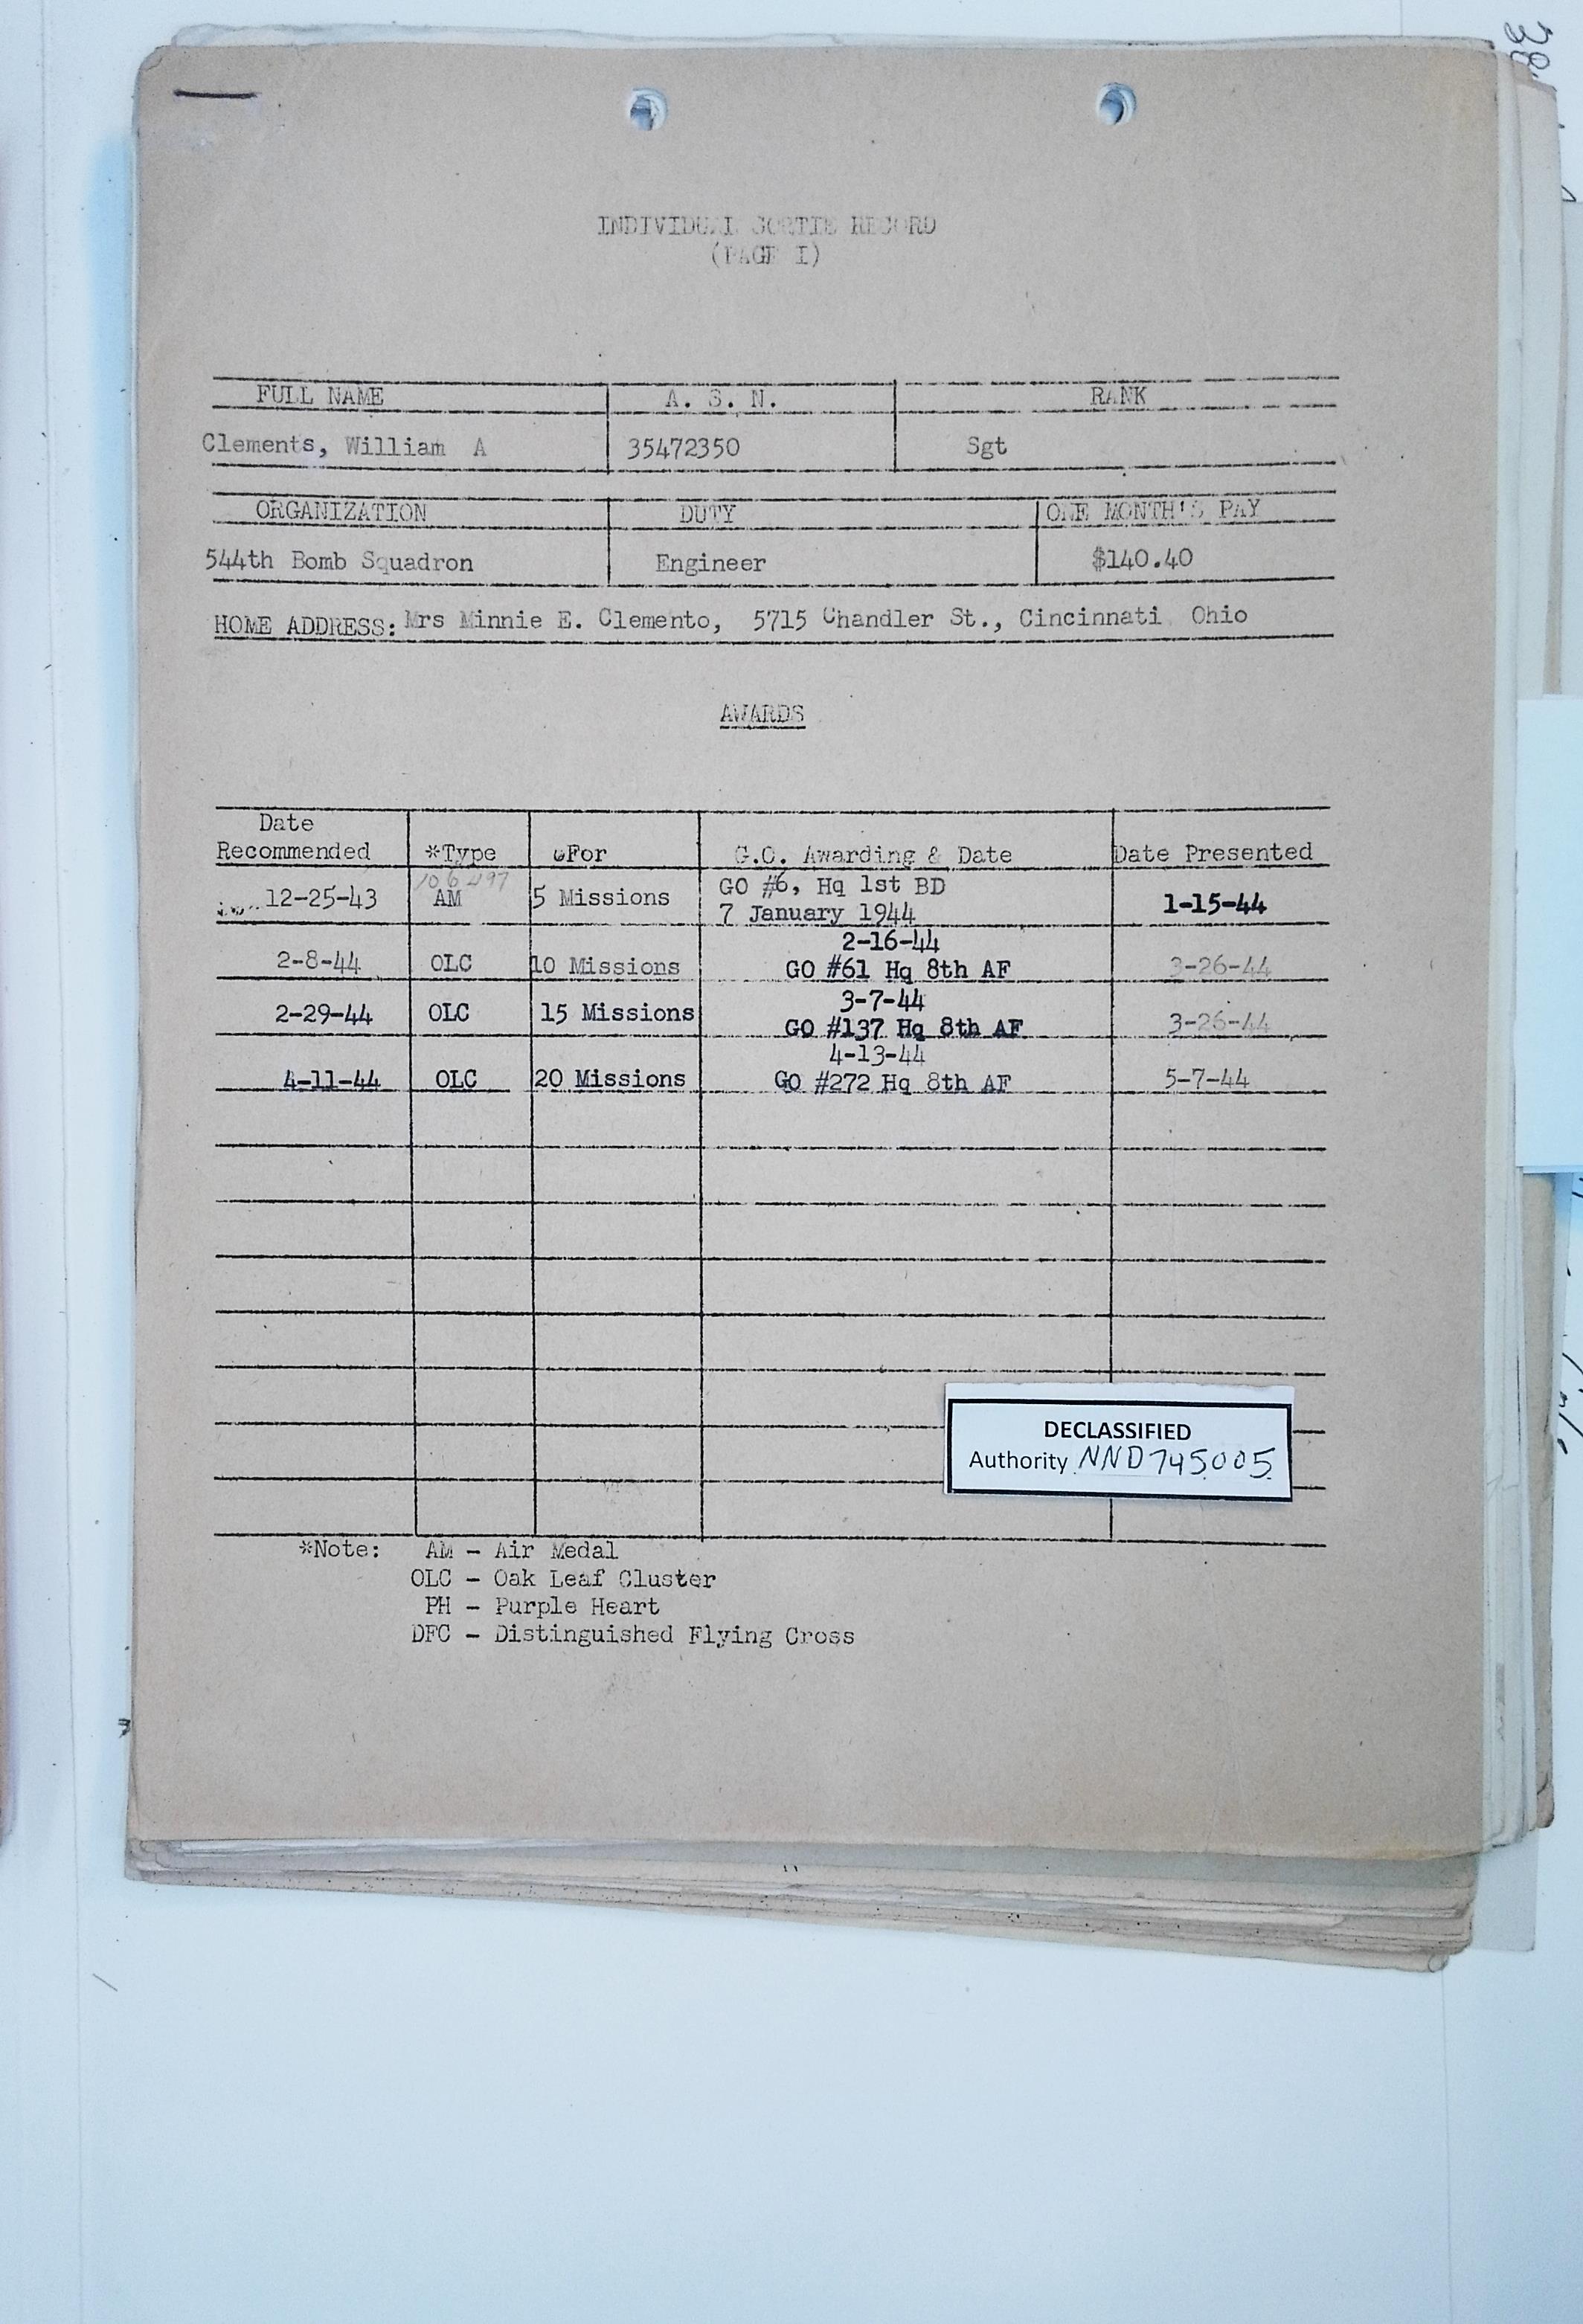 INDIVIDUAL SORTIE RECORD
(PAGE I)
FULL NAME A. S. N. RANK
Clements, William A 35472350 Sgt
ORGANIZATION DUTY ONE MONTH'S PAY
544th Bomb Squadron Engineer $140.40
HOME ADDRESS: Mrs Minnie E. Clemento, 5715 Chandler St., Cincinnati Ohio
AWARDS
Date
Recommended *Type For G.O. Awarding & Date Date Presented
106497
12-25-43 AM 5 Missions GO #6, Hq 1st BD 1-15-44
7 January 1944
2-16-44
2-8-44 OLC 10 Missions GO #61 Hq 8th AF 3-26-44
3-7-44
2-29-44 OLC 15 Missions GO #137 Hq 8th AF 3-26-44
4-13-44
4-11-44 OLC 20 Missions GO #272 Hq 8th AF 5-7-44
DECLASSIFIED
Authority NND745005
*Note: AM - Air Medal
OLC - Oak Leaf Cluster
PH - Purple Heart
DFC - Distinguished Flying Cross